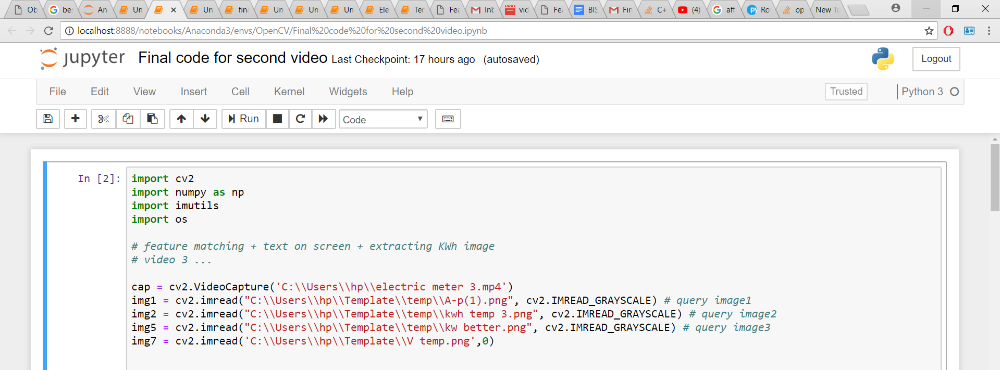 Ob be An Un Un fin Un Un Un Ele Ter Fea Inb vid Fea BIS Fin C+ (4) aff Ro op New Ta
localhost:8888/notebooks/Anaconda3/envs/OpenCV/Final%20code%20for%20second%20video.ipynb
jupyter Final code for second video Last Checkpoint: 17 hours ago (autosaved) Logout
File Edit View Insert Cell Kernel Widgets Help Trusted Python 3
Run Code
In [2]: import cv2
import numpy as np
import imutils
import os
# feature matching + text on screen + extracting KWh image
# video 3 ...
cap = cv2.VideoCapture('C:\\Users\\hp\\electric meter 3.mp4')
img1 = cv2.imread("C:\\Users\\hp\\Template\\temp\\A-p(1).png", cv2.IMREAD_GRAYSCALE) # query image1
img2 = cv2.imread("C:\\Users\\hp\\Template\\temp\\kwh temp 3.png", cv2.IMREAD_GRAYSCALE) # query image2
img5 = cv2.imread("C:\\Users\\hp\\Template\\temp\\kw better.png", cv2.IMREAD_GRAYSCALE) # query image3
img7 = cv2.imread('C:\\Users\\hp\\Template\\V temp.png',0)